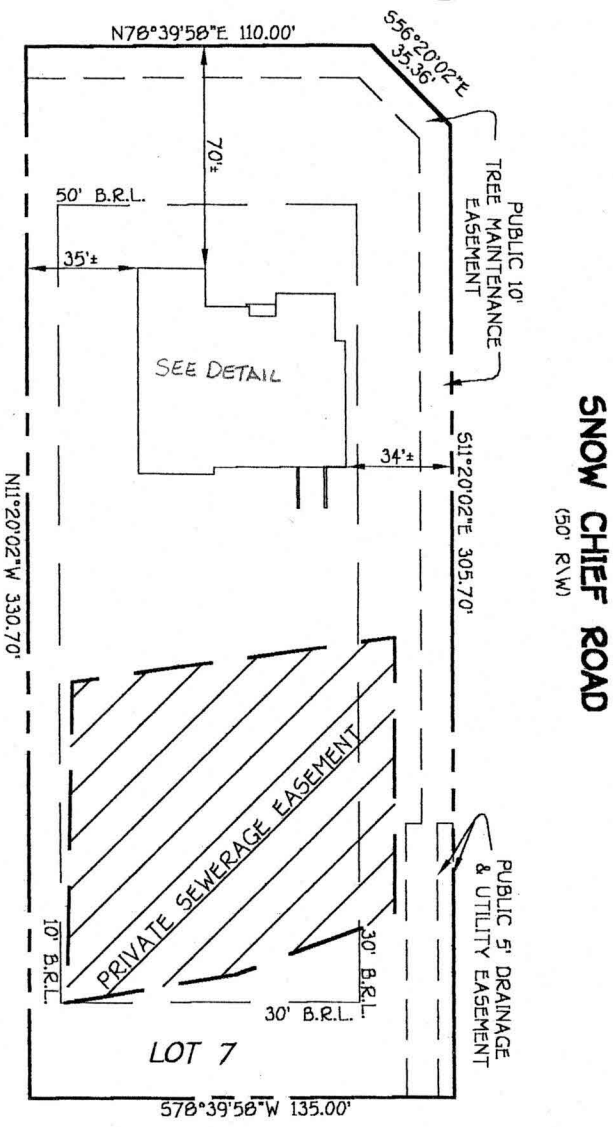 N78°39'58"E 110.00'
S56°20'02"E
35.36'
PUBLIC 10'
TREE MAINTENANCE
EASEMENT
70'±
50' B.R.L.
35'±
SEE DETAIL
34'±
SNOW CHIEF ROAD
(50' R\W)
S11°20'02"E 305.70'
N11°20'02"W 330.70'
PRIVATE SEWERAGE EASEMENT
PUBLIC 5' DRAINAGE
& UTILITY EASEMENT
10' B.R.L.
30' B.R.L.
30' B.R.L.
LOT 7
S78°39'58"W 135.00'